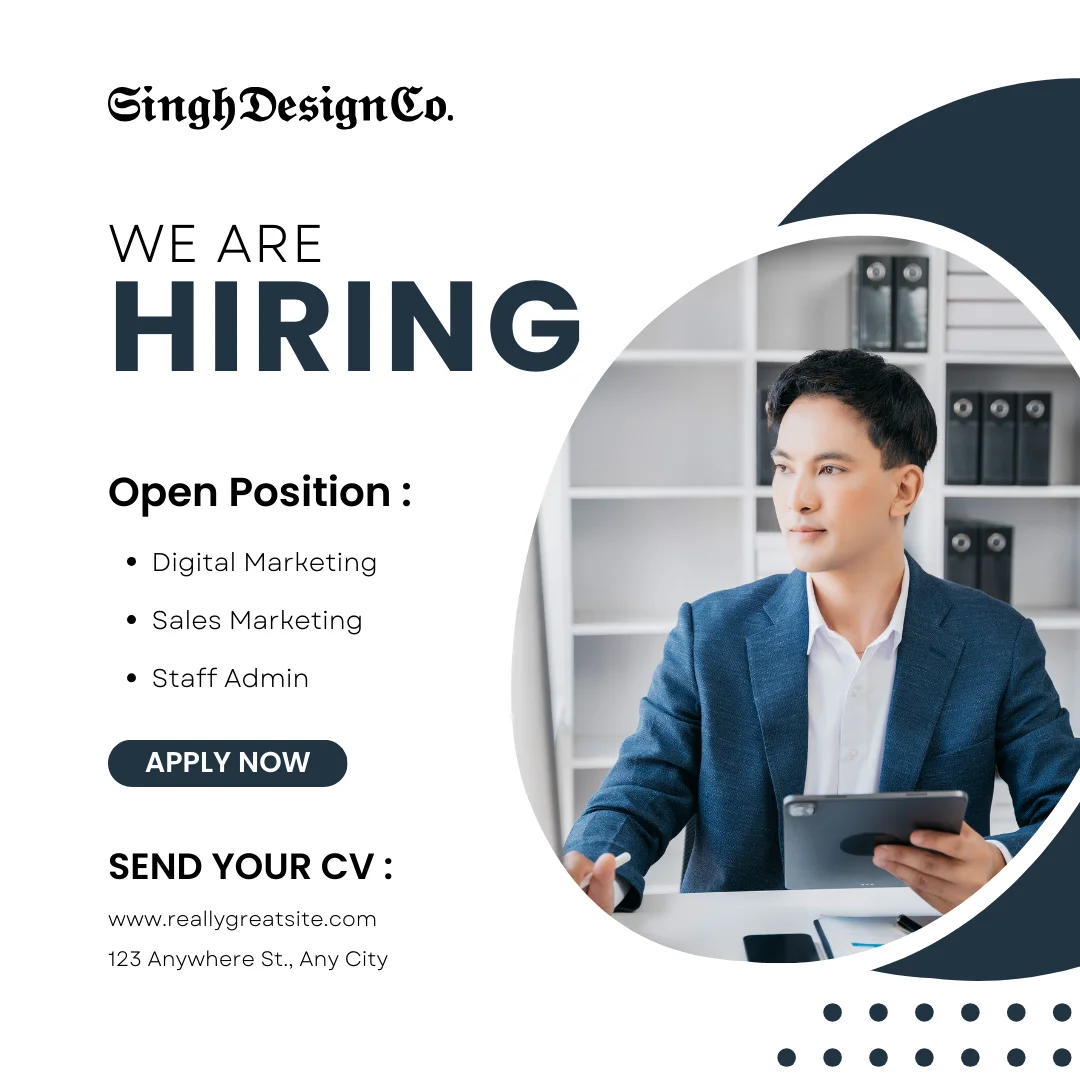 SinghDesignCo.
WE ARE
HIRING
Open Position :
• Digital Marketing
• Sales Marketing
• Staff Admin
APPLY NOW
SEND YOUR CV :
www.reallygreatsite.com
123 Anywhere St., Any City